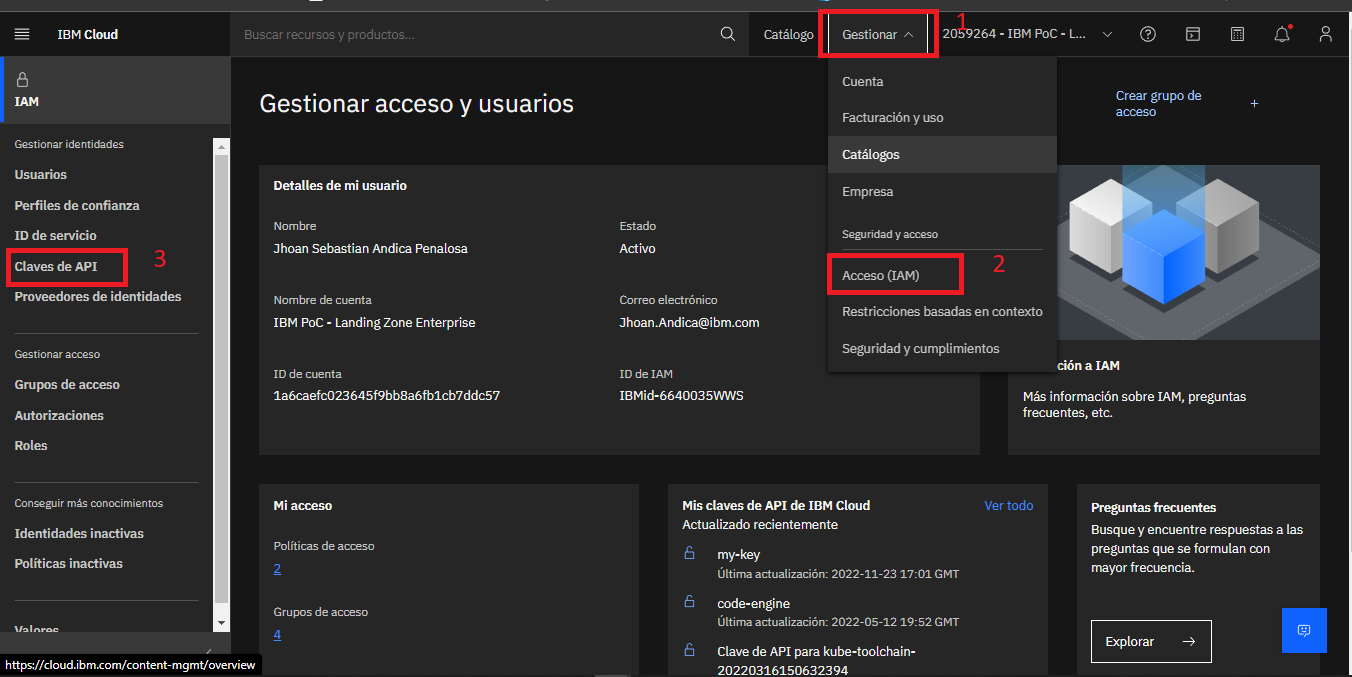 IBM Cloud
Buscar recursos y productos...
Catálogo
Gestionar
1
2059264 - IBM PoC - L...
IAM
Gestionar identidades
Usuarios
Perfiles de confianza
ID de servicio
Claves de API
3
Proveedores de identidades
Gestionar acceso
Grupos de acceso
Autorizaciones
Roles
Conseguir más conocimientos
Identidades inactivas
Políticas inactivas
Valores
https://cloud.ibm.com/content-mgmt/overview
Gestionar acceso y usuarios
Cuenta
Facturación y uso
Catálogos
Empresa
Seguridad y acceso
Acceso (IAM)
2
Restricciones basadas en contexto
Seguridad y cumplimientos
Crear grupo de
acceso
+
Detalles de mi usuario
Nombre
Jhoan Sebastian Andica Penalosa
Estado
Activo
Nombre de cuenta
IBM PoC - Landing Zone Enterprise
Correo electrónico
Jhoan.Andica@ibm.com
ID de cuenta
1a6caefc023645f9bb8a6fb1cb7ddc57
ID de IAM
IBMid-6640035WWS
ción a IAM
Más información sobre IAM, preguntas
frecuentes, etc.
Mi acceso
Políticas de acceso
2
Grupos de acceso
4
Mis claves de API de IBM Cloud
Ver todo
Actualizado recientemente
my-key
Última actualización: 2022-11-23 17:01 GMT
code-engine
Última actualización: 2022-05-12 19:52 GMT
Clave de API para kube-toolchain-
20220316150632394
Preguntas frecuentes
Busque y encuentre respuestas a las
preguntas que se formulan con
mayor frecuencia.
Explorar